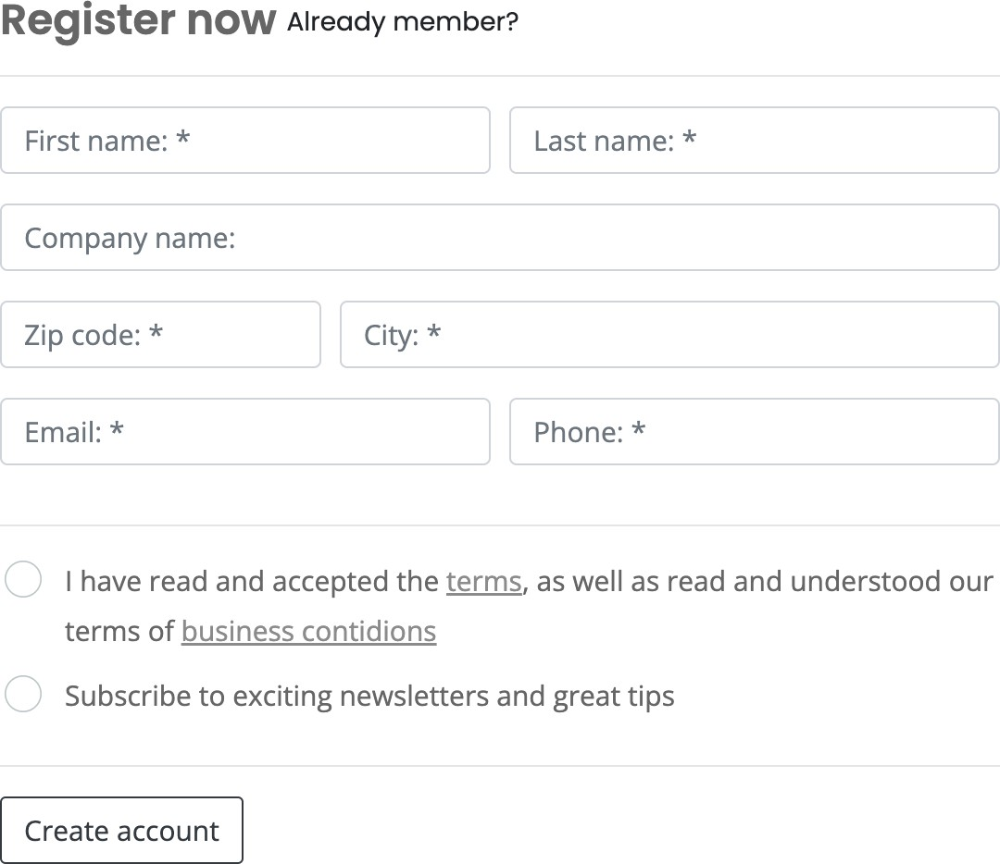 Register now Already member?
First name: * Last name: *
Company name:
Zip code: * City: *
Email: * Phone: *
I have read and accepted the terms, as well as read and understood our
terms of business contidions
Subscribe to exciting newsletters and great tips
Create account